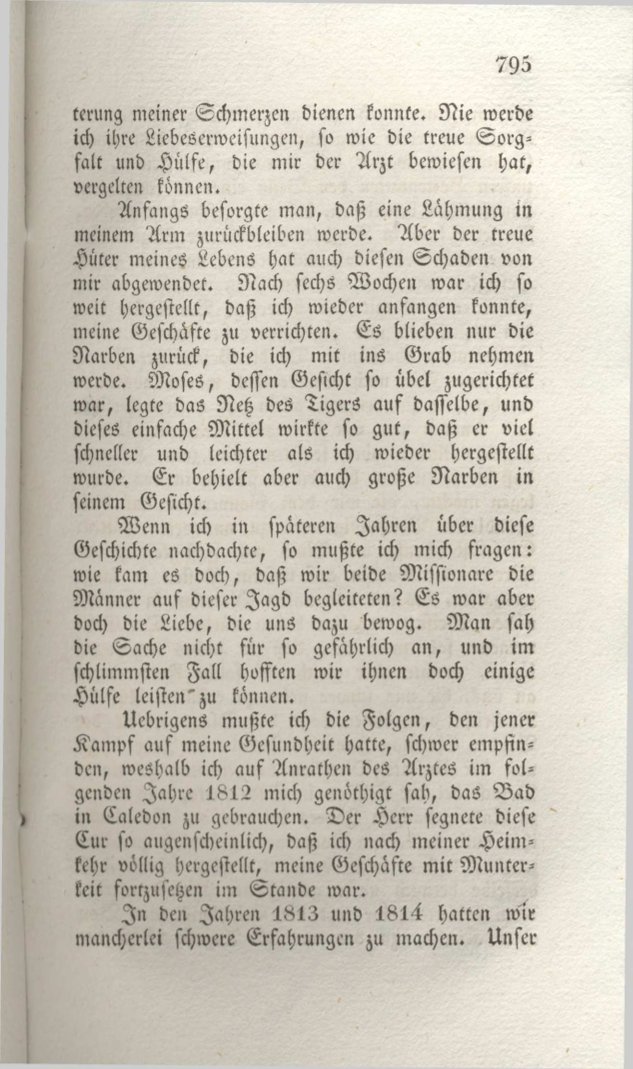 795
terung meiner Schmerzen dienen konnte. Nie werde
ich ihre Liebeserweisungen, so wie die treue Sorg-
falt und Hülfe, die mir der Arzt bewiesen hat,
vergelten können.
Anfangs besorgte man, daß eine Lähmung in
meinem Arm zurückbleiben werde. Aber der treue
Hüter meines Lebens hat auch diesen Schaden von
mir abgewendet. Nach sechs Wochen war ich so
weit hergestellt, daß ich wieder anfangen konnte,
meine Geschäfte zu verrichten. Es blieben nur die
Narben zurück, die ich mit ins Grab nehmen
werde. Moses, dessen Gesicht so übel zugerichtet
war, legte das Netz des Tigers auf dasselbe, und
dieses einfache Mittel wirkte so gut, daß er viel
schneller und leichter als ich wieder hergestellt
wurde. Er behielt aber auch große Narben in
seinem Gesicht.
Wenn ich in späteren Jahren über diese
Geschichte nachdachte, so mußte ich mich fragen:
wie kam es doch, daß wir beide Missionare die
Männer auf dieser Jagd begleiteten? Es war aber
doch die Liebe, die uns dazu bewog. Man sah
die Sache nicht für so gefährlich an, und im
schlimmsten Fall hofften wir ihnen doch einige
Hülfe leisten zu können.
Uebrigens mußte ich die Folgen, den jener
Kampf auf meine Gesundheit hatte, schwer empfin-
den, weshalb ich auf Anrathen des Arztes im fol-
genden Jahre 1812 mich genöthigt sah, das Bad
in Caledon zu gebrauchen. Der Herr segnete diese
Cur so augenscheinlich, daß ich nach meiner Heim-
kehr völlig hergestellt, meine Geschäfte mit Munter-
keit fortzusetzen im Stande war.
In den Jahren 1813 und 1814 hatten wir
mancherlei schwere Erfahrungen zu machen. Unser